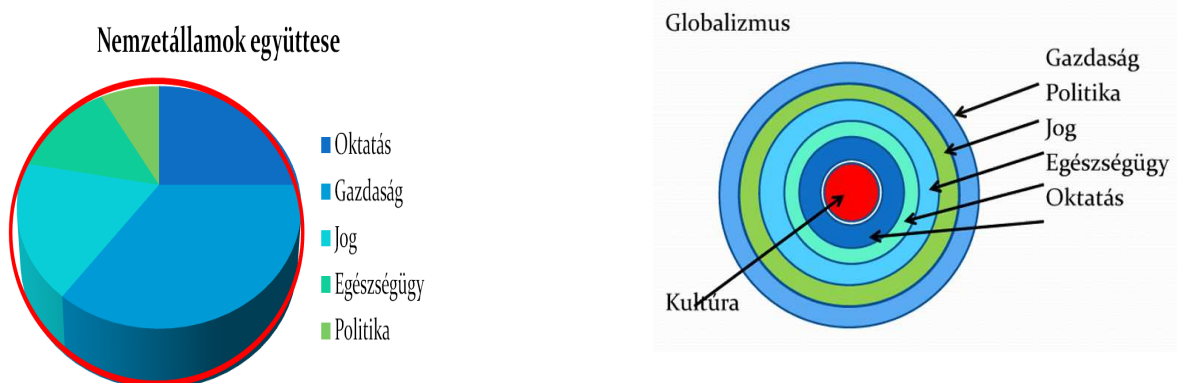 Nemzetállamok együttese
Oktatás
Gazdaság
Jog
Egészségügy
Politika
Globalizmus
Gazdaság
Politika
Jog
Egészségügy
Oktatás
Kultúra